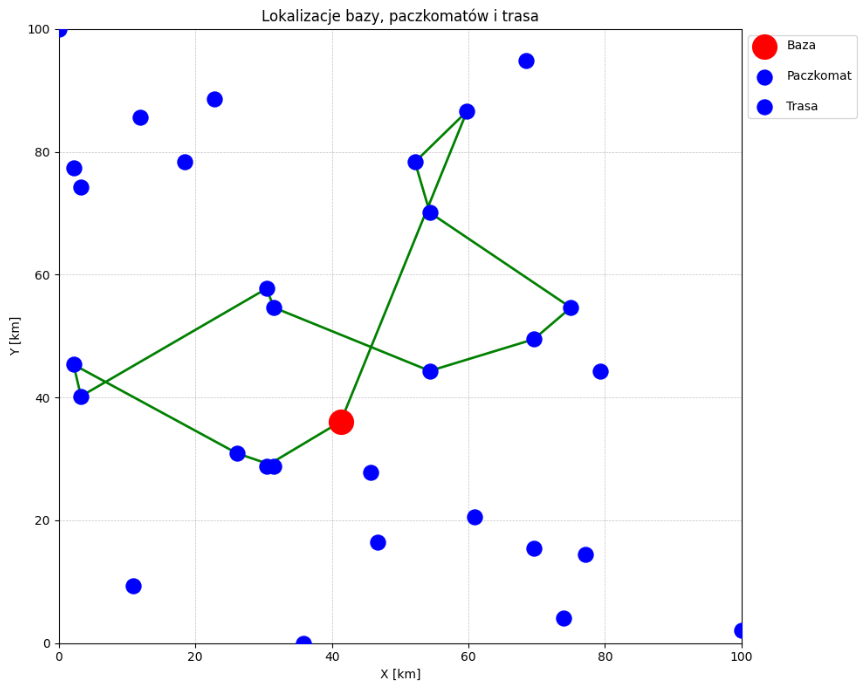 Lokalizacje bazy, paczkomatów i trasa
Baza
Paczkomat
Trasa
Y [km]
100
80
60
40
20
0
0 20 40 60 80 100
X [km]